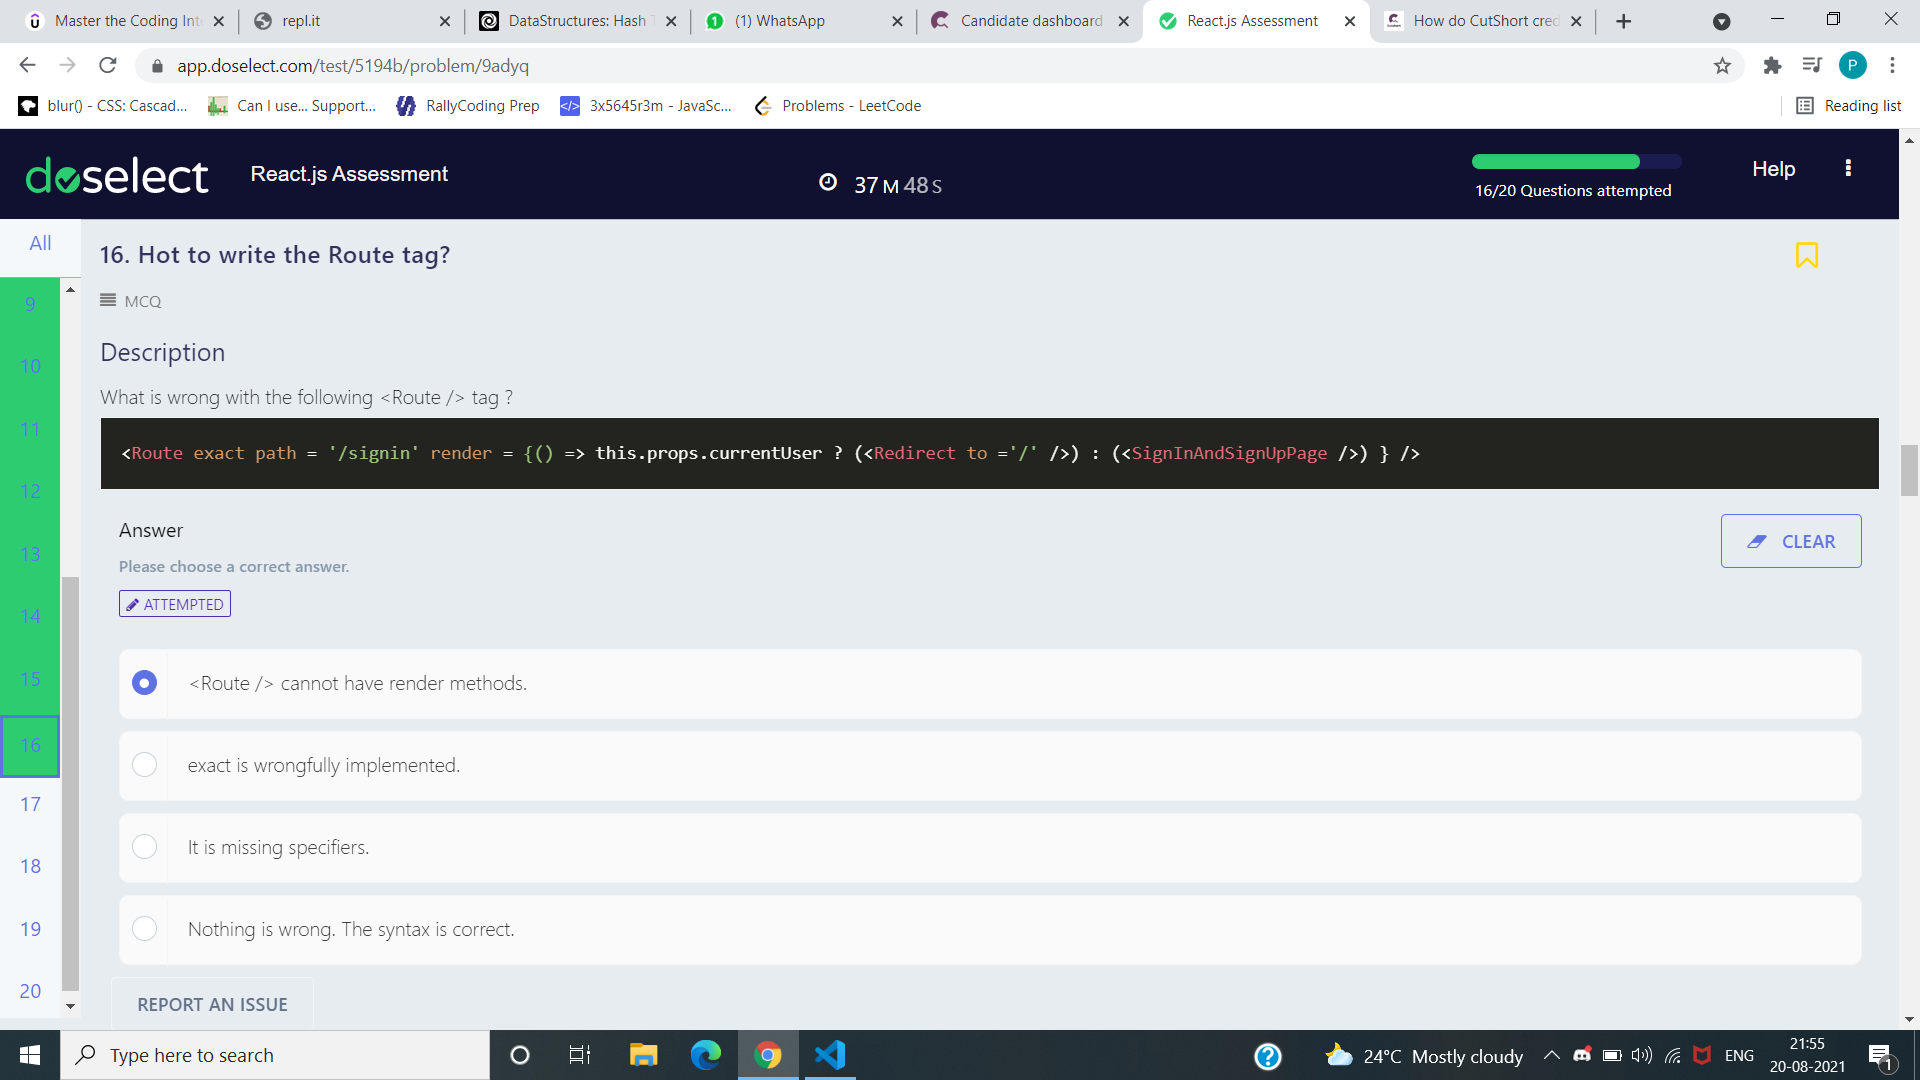 Master the Coding Int
repl.it
DataStructures: Hash T
(1) WhatsApp
Candidate dashboard
React.js Assessment
How do CutShort cred
app.doselect.com/test/5194b/problem/9adyq
P
blur() - CSS: Cascad...
Can I use... Support...
RallyCoding Prep
3x5645r3m - JavaSc...
Problems - LeetCode
Reading list
doselect
React.js Assessment
37 M 48 S
16/20 Questions attempted
Help
All
9
10
11
12
13
14
15
16
17
18
19
20
16. Hot to write the Route tag?
MCQ
Description
What is wrong with the following <Route /> tag ?
<Route exact path = '/signin' render = {() => this.props.currentUser ? (<Redirect to ='/' />) : (<SignInAndSignUpPage />) } />
Answer
CLEAR
Please choose a correct answer.
ATTEMPTED
<Route /> cannot have render methods.
exact is wrongfully implemented.
It is missing specifiers.
Nothing is wrong. The syntax is correct.
REPORT AN ISSUE
Type here to search
24°C Mostly cloudy
ENG
21:55
20-08-2021
1